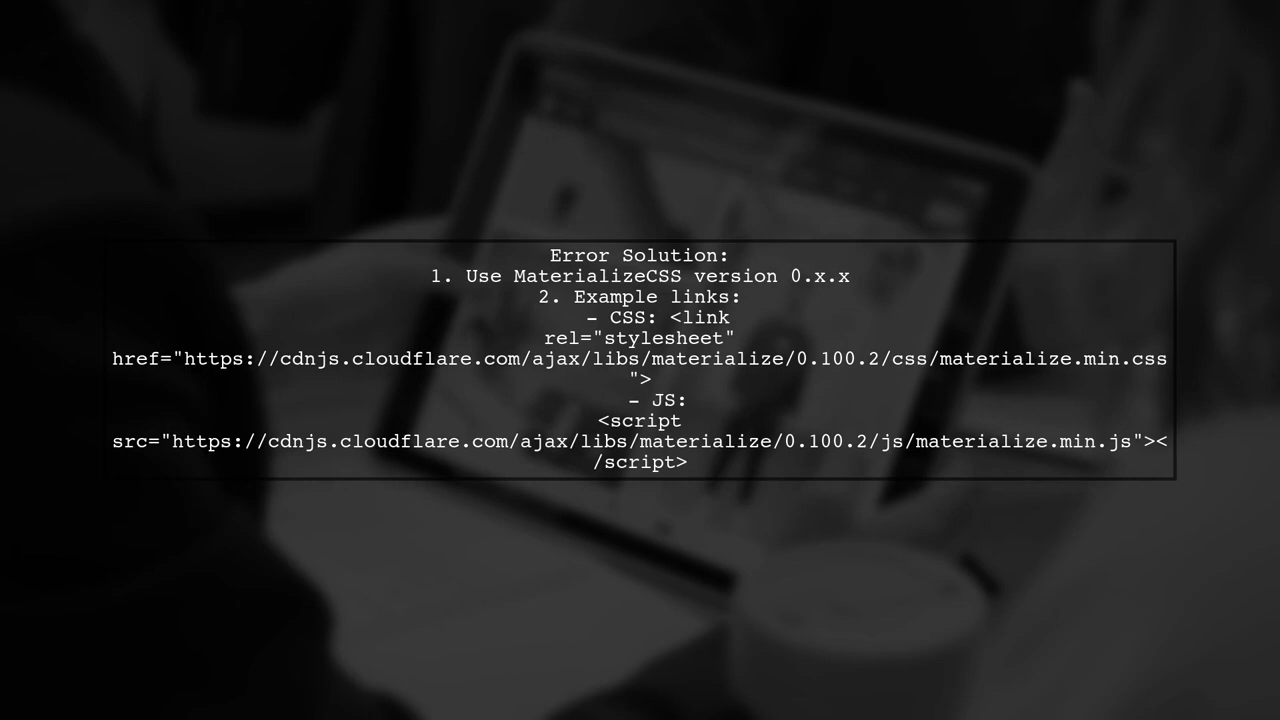 Error Solution:
1. Use MaterializeCSS version 0.x.x
2. Example links:
- CSS: <link
rel="stylesheet"
href="https://cdnjs.cloudflare.com/ajax/libs/materialize/0.100.2/css/materialize.min.css
">
- JS:
<script
src="https://cdnjs.cloudflare.com/ajax/libs/materialize/0.100.2/js/materialize.min.js"><
/script>